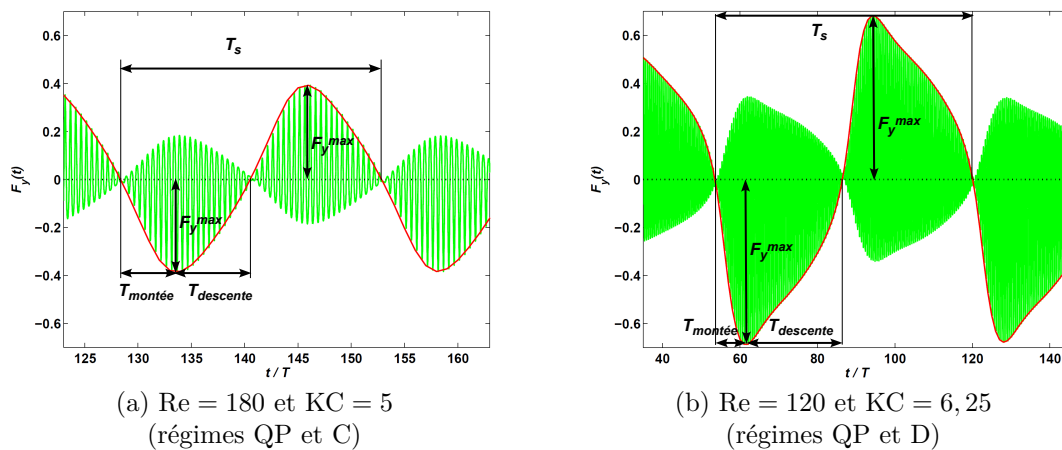 T_s
F_y^max
F_y^max
T_montée
T_descente
F_y(t)
0.6
0.4
0.2
0
−0.2
−0.4
−0.6
125 130 135 140 145 150 155 160
t / T
(a) Re = 180 et KC = 5
(régimes QP et C)
T_s
F_y^max
F_y^max
T_montée
T_descente
F_y(t)
0.6
0.4
0.2
0
−0.2
−0.4
−0.6
40 60 80 100 120 140
t / T
(b) Re = 120 et KC = 6, 25
(régimes QP et D)